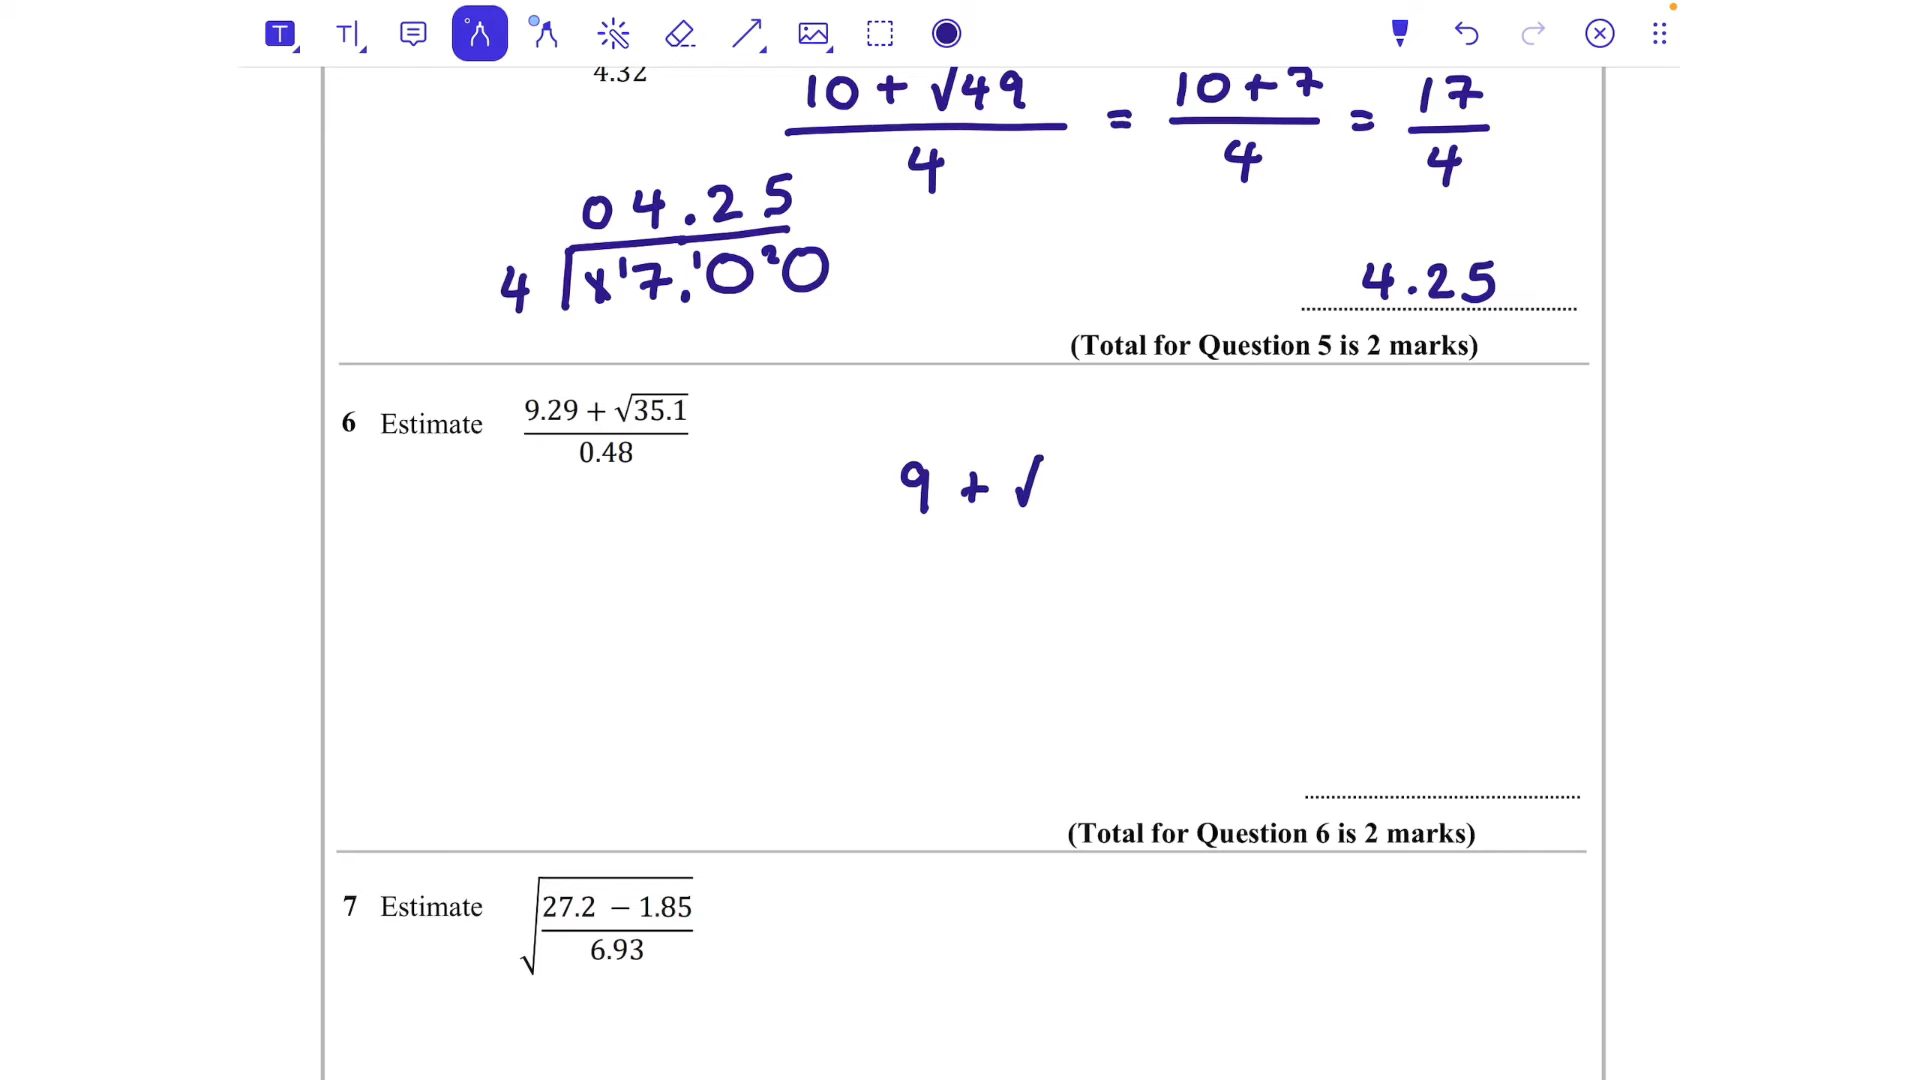 4.32
10 + √49 / 4 = 10 + 7 / 4 = 17 / 4
04.25
4 17.1020
4.25
(Total for Question 5 is 2 marks)
6 Estimate 9.29 + √35.1 / 0.48
9 + √
(Total for Question 6 is 2 marks)
7 Estimate √27.2 − 1.85 / 6.93